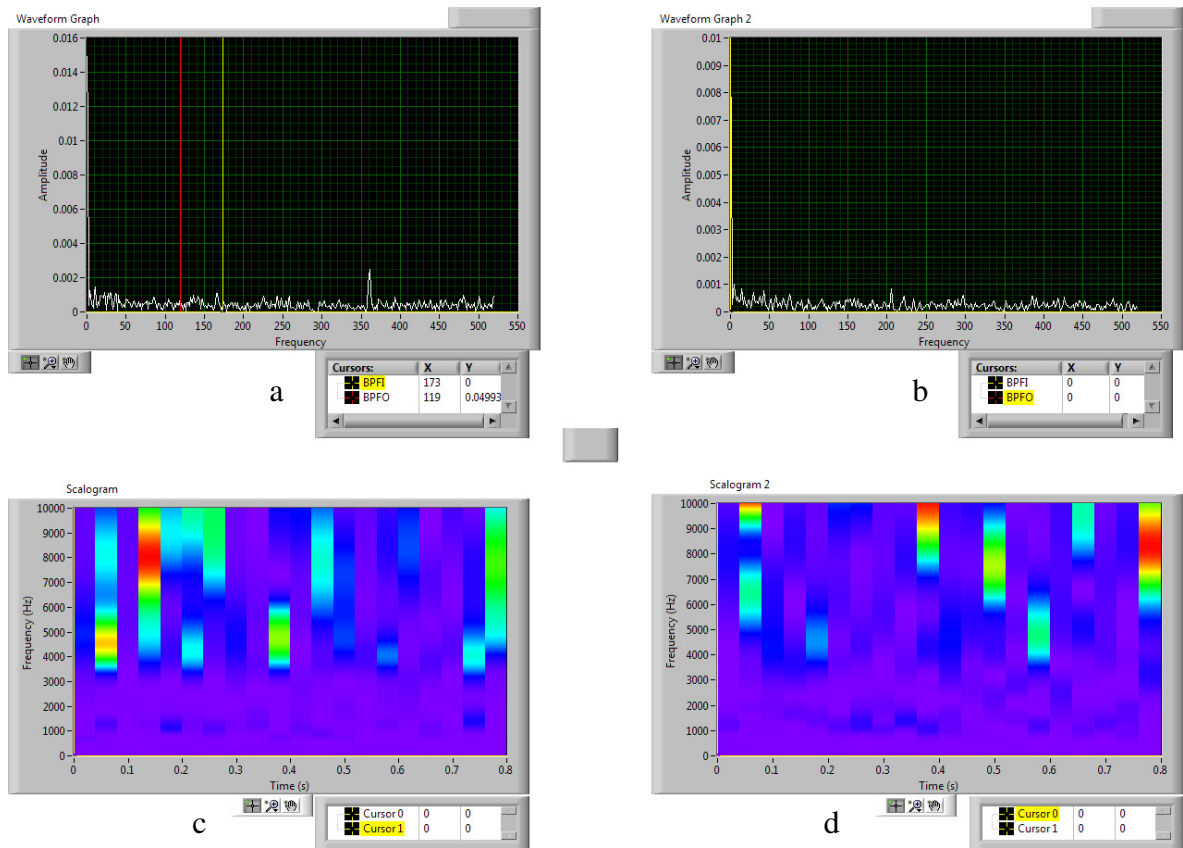 Waveform Graph
0.016
0.014
0.012
0.01
0.008
0.006
0.004
0.002
0
Amplitude
0 50 100 150 200 250 300 350 400 450 500 550
Frequency
Cursors: X Y
BPFI 173 0
BPFO 119 0.04993
a
Waveform Graph 2
0.01
0.009
0.008
0.007
0.006
0.005
0.004
0.003
0.002
0.001
0
Amplitude
0 50 100 150 200 250 300 350 400 450 500 550
Frequency
Cursors: X Y
BPFI 0 0
BPFO 0 0
b
Scalogram
10000
9000
8000
7000
6000
5000
4000
3000
2000
1000
0
Frequency (Hz)
0 0.1 0.2 0.3 0.4 0.5 0.6 0.7 0.8
Time (s)
Cursor 0 0 0
Cursor 1 0 0
c
Scalogram 2
10000
9000
8000
7000
6000
5000
4000
3000
2000
1000
0
Frequency (Hz)
0 0.1 0.2 0.3 0.4 0.5 0.6 0.7 0.8
Time (s)
Cursor 0 0 0
Cursor 1 0 0
d